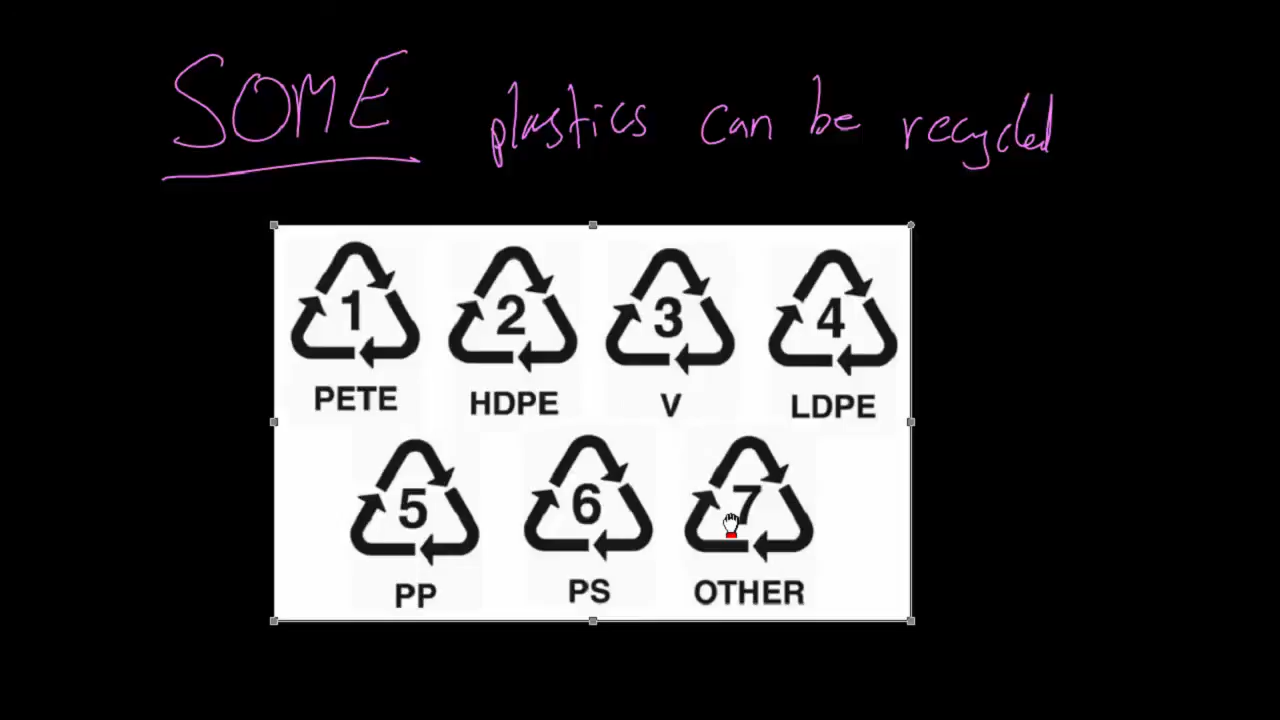 SOME plastics can be recycled
1 2 3 4
PETE HDPE V LDPE
5 6 7
PP PS OTHER